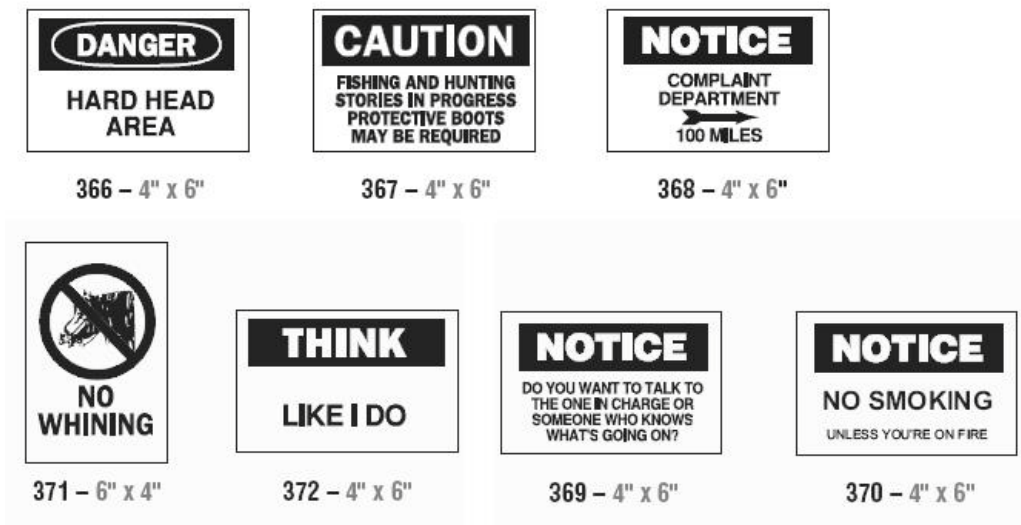 DANGER
HARD HEAD
AREA
366 – 4" x 6"
CAUTION
FISHING AND HUNTING
STORIES IN PROGRESS
PROTECTIVE BOOTS
MAY BE REQUIRED
367 – 4" x 6"
NOTICE
COMPLAINT
DEPARTMENT
100 MILES
368 – 4" x 6"
NO
WHINING
371 – 6" x 4"
THINK
LIKE I DO
372 – 4" x 6"
NOTICE
DO YOU WANT TO TALK TO
THE ONE IN CHARGE OR
SOMEONE WHO KNOWS
WHAT'S GOING ON?
369 – 4" x 6"
NOTICE
NO SMOKING
UNLESS YOU'RE ON FIRE
370 – 4" x 6"